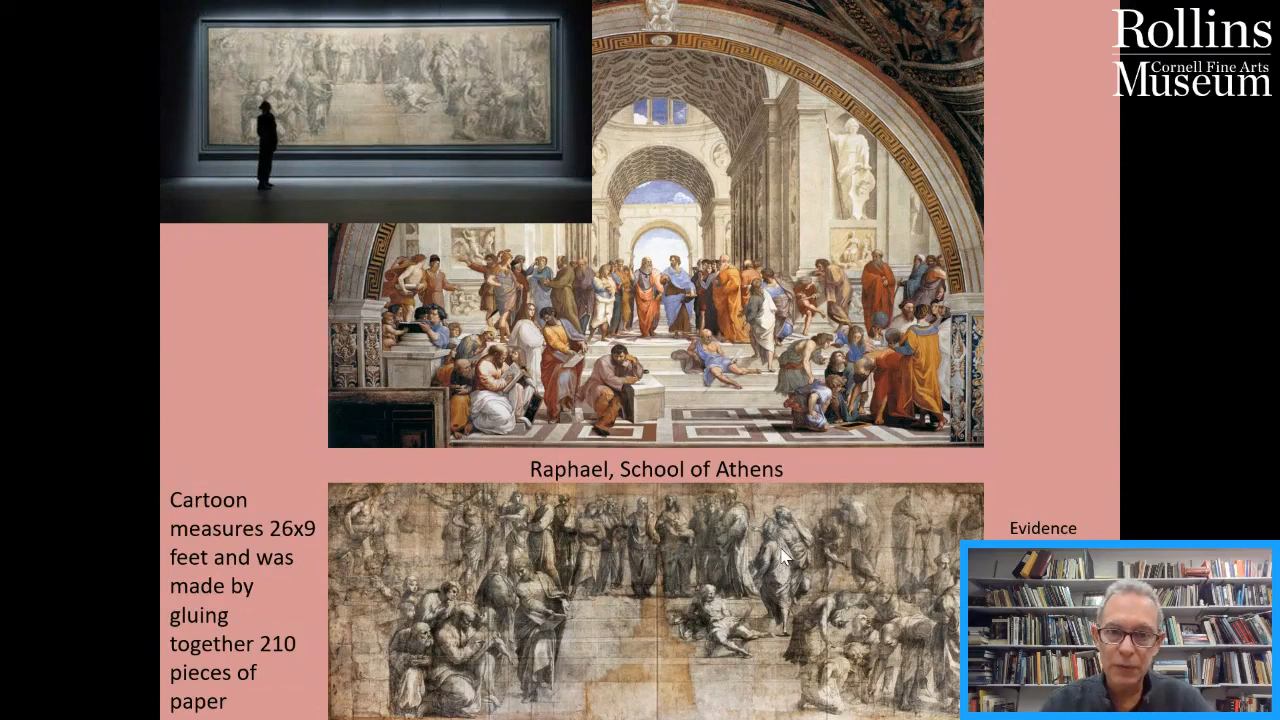 Rollins
Cornell Fine Arts
Museum
Raphael, School of Athens
Cartoon
measures 26x9
feet and was
made by
gluing
together 210
pieces of
paper
Evidence